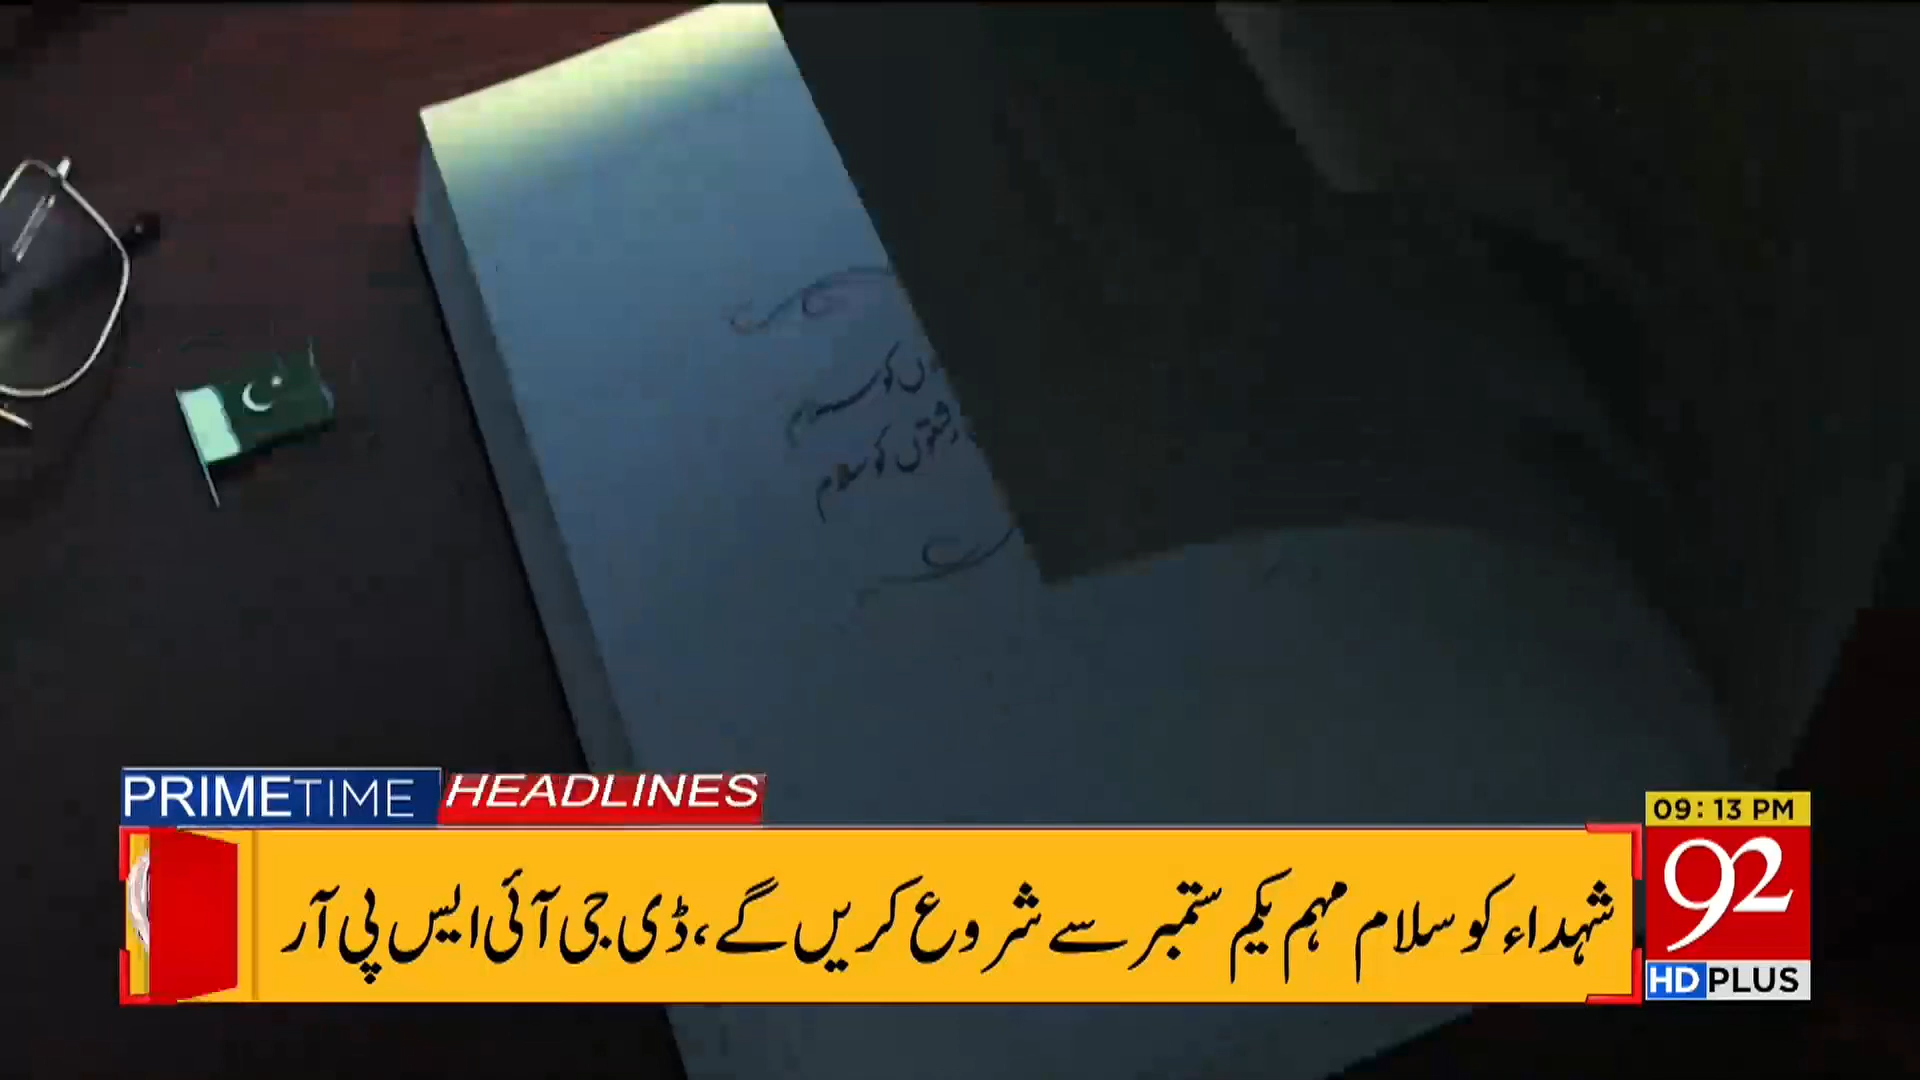 کو سلام
رشتوں کو سلام
PRIMETIME HEADLINES
شہداء کو سلام مہم یکم ستمبر سے شروع کریں گے، ڈی جی آئی ایس پی آر
09:13 PM
92
HD PLUS